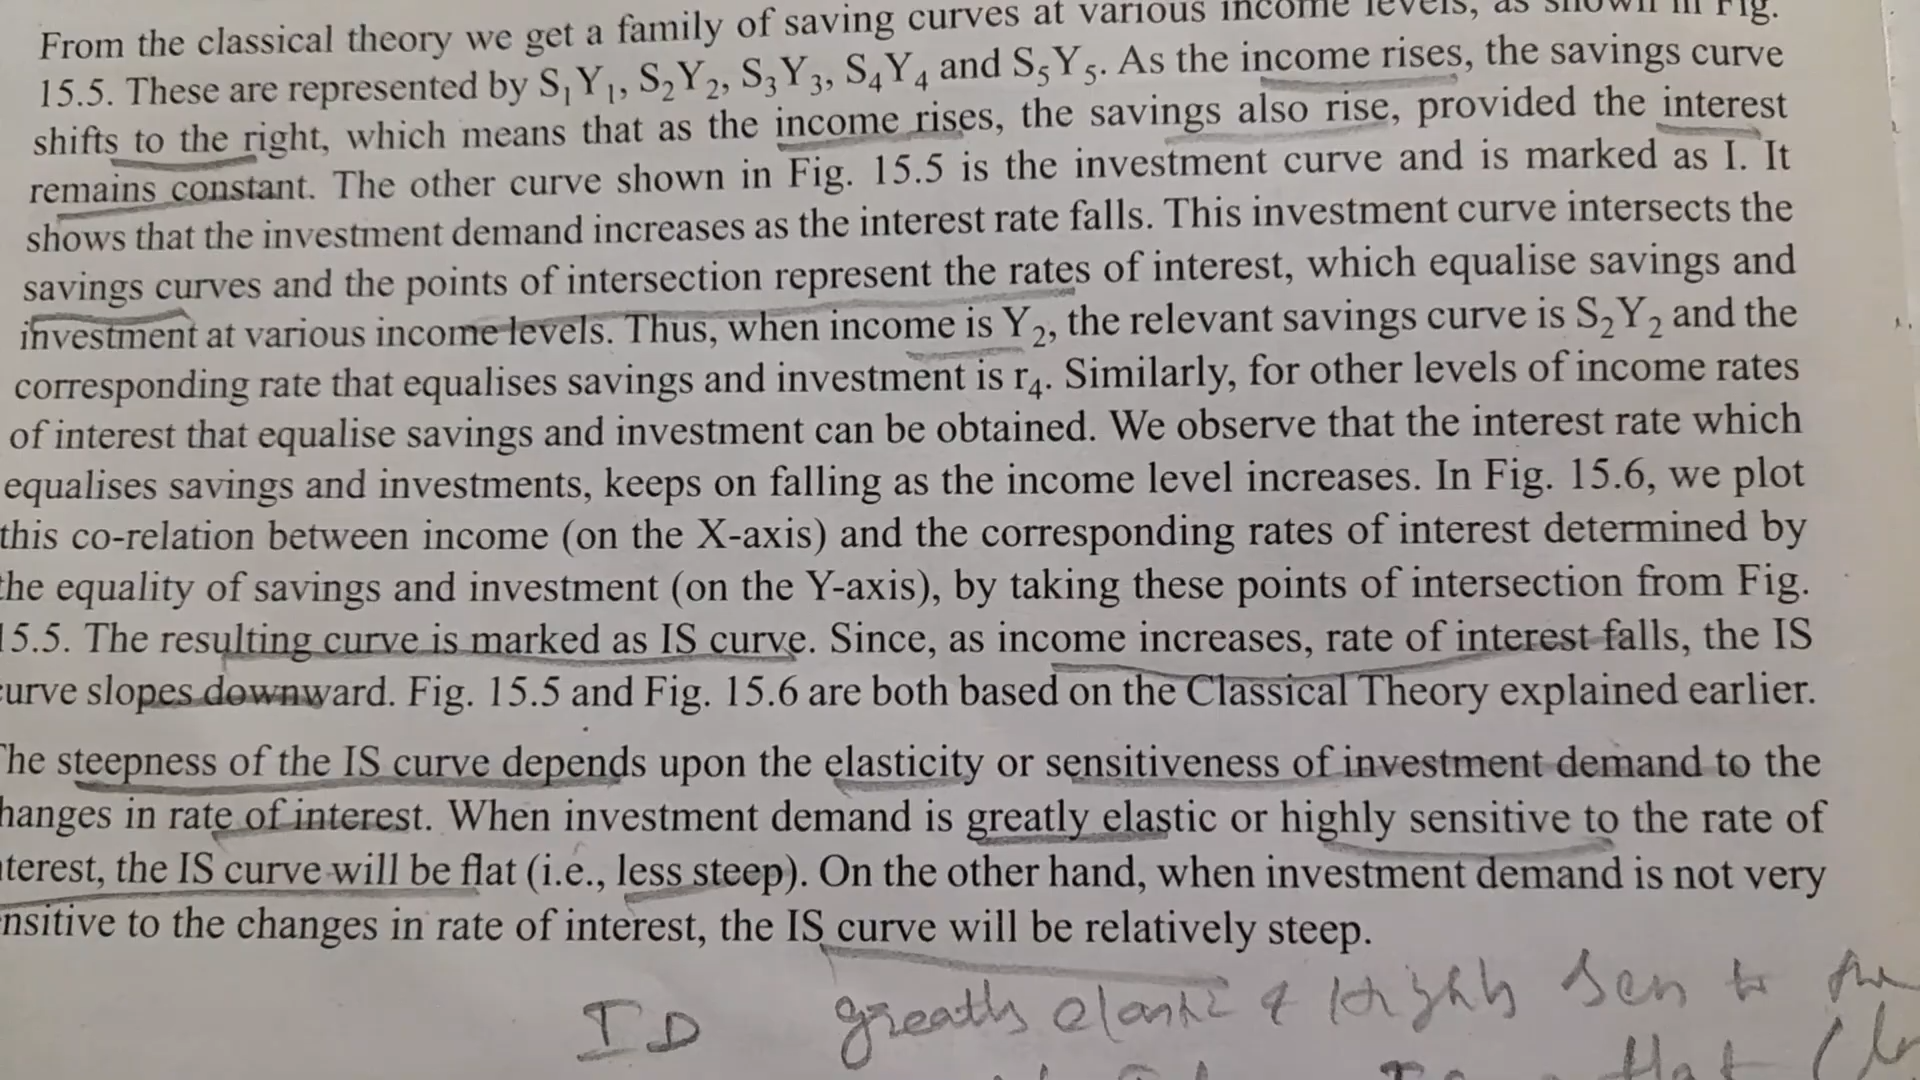 From the classical theory we get a family of saving curves at various income levels, as shown in Fig.
15.5. These are represented by S₁Y₁, S₂Y₂, S₃Y₃, S₄Y₄ and S₅Y₅. As the income rises, the savings curve
shifts to the right, which means that as the income rises, the savings also rise, provided the interest
remains constant. The other curve shown in Fig. 15.5 is the investment curve and is marked as I. It
shows that the investment demand increases as the interest rate falls. This investment curve intersects the
savings curves and the points of intersection represent the rates of interest, which equalise savings and
investment at various income levels. Thus, when income is Y₂, the relevant savings curve is S₂Y₂ and the
corresponding rate that equalises savings and investment is r₄. Similarly, for other levels of income rates
of interest that equalise savings and investment can be obtained. We observe that the interest rate which
equalises savings and investments, keeps on falling as the income level increases. In Fig. 15.6, we plot
this co-relation between income (on the X-axis) and the corresponding rates of interest determined by
the equality of savings and investment (on the Y-axis), by taking these points of intersection from Fig.
15.5. The resulting curve is marked as IS curve. Since, as income increases, rate of interest falls, the IS
curve slopes downward. Fig. 15.5 and Fig. 15.6 are both based on the Classical Theory explained earlier.
The steepness of the IS curve depends upon the elasticity or sensitiveness of investment demand to the
hanges in rate of interest. When investment demand is greatly elastic or highly sensitive to the rate of
terest, the IS curve will be flat (i.e., less steep). On the other hand, when investment demand is not very
nsitive to the changes in rate of interest, the IS curve will be relatively steep.
ID greatly elastic & Highly Sen to the
flat